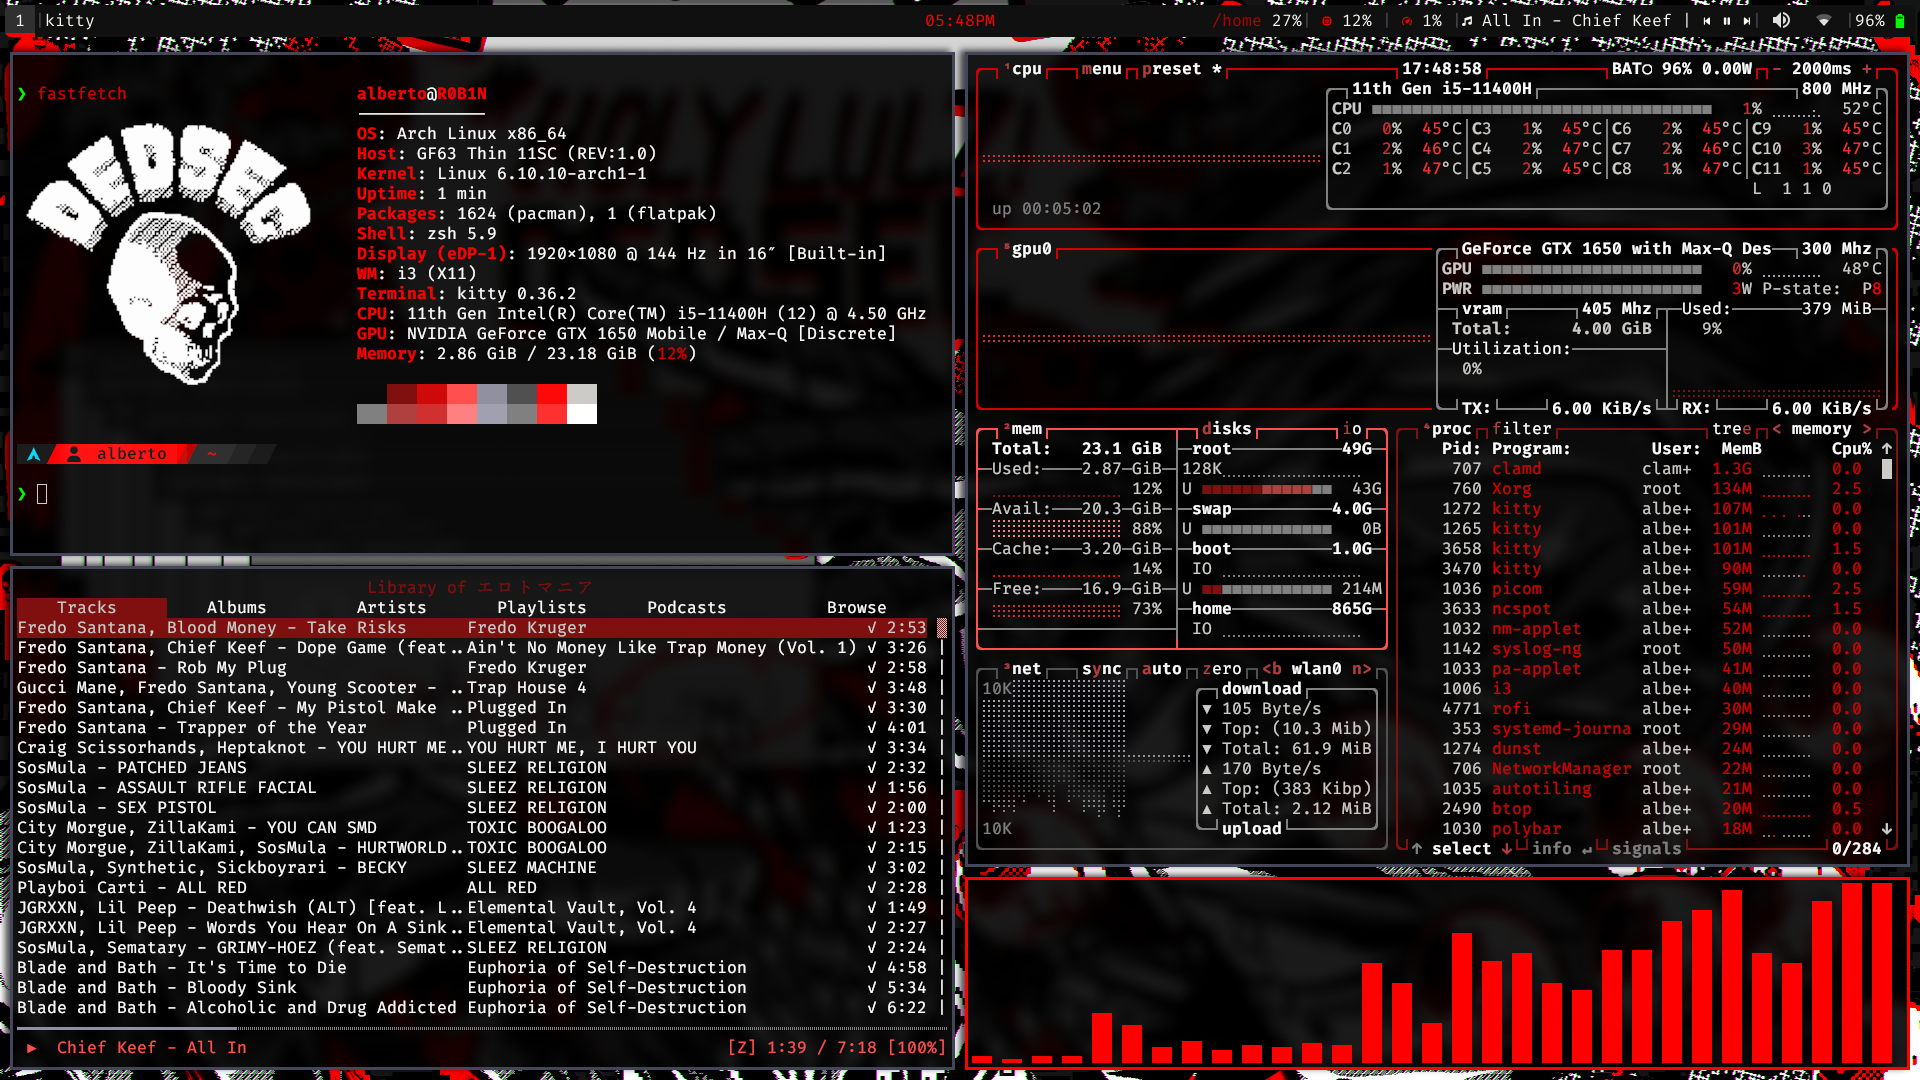 1 |kitty
05:48PM
/home 27%| 12% | 1% | All In - Chief Keef | | 96%
❯ fastfetch
DEDSEC
alberto@R0B1N
OS: Arch Linux x86_64
Host: GF63 Thin 11SC (REV:1.0)
Kernel: Linux 6.10.10-arch1-1
Uptime: 1 min
Packages: 1624 (pacman), 1 (flatpak)
Shell: zsh 5.9
Display (eDP-1): 1920×1080 @ 144 Hz in 16″ [Built-in]
WM: i3 (X11)
Terminal: kitty 0.36.2
CPU: 11th Gen Intel(R) Core(TM) i5-11400H (12) @ 4.50 GHz
GPU: NVIDIA GeForce GTX 1650 Mobile / Max-Q [Discrete]
Memory: 2.86 GiB / 23.18 GiB (12%)
alberto ~
❯
Library of エロトマニア
Tracks Albums Artists Playlists Podcasts Browse
Fredo Santana, Blood Money - Take Risks Fredo Kruger √ 2:53
Fredo Santana, Chief Keef - Dope Game (feat.. Ain't No Money Like Trap Money (Vol. 1) √ 3:26
Fredo Santana - Rob My Plug Fredo Kruger √ 2:58
Gucci Mane, Fredo Santana, Young Scooter - .. Trap House 4 √ 3:48
Fredo Santana, Chief Keef - My Pistol Make .. Plugged In √ 3:30
Fredo Santana - Trapper of the Year Plugged In √ 4:01
Craig Scissorhands, Heptaknot - YOU HURT ME.. YOU HURT ME, I HURT YOU √ 3:34
SosMula - PATCHED JEANS SLEEZ RELIGION √ 2:32
SosMula - ASSAULT RIFLE FACIAL SLEEZ RELIGION √ 1:56
SosMula - SEX PISTOL SLEEZ RELIGION √ 2:00
City Morgue, ZillaKami - YOU CAN SMD TOXIC BOOGALOO √ 1:23
City Morgue, ZillaKami, SosMula - HURTWORLD.. TOXIC BOOGALOO √ 2:15
SosMula, Synthetic, Sickboyrari - BECKY SLEEZ MACHINE √ 3:02
Playboi Carti - ALL RED ALL RED √ 2:28
JGRXXN, Lil Peep - Deathwish (ALT) [feat. L.. Elemental Vault, Vol. 4 √ 1:49
JGRXXN, Lil Peep - Words You Hear On A Sink.. Elemental Vault, Vol. 4 √ 2:27
SosMula, Sematary - GRIMY-HOEZ (feat. Semat.. SLEEZ RELIGION √ 2:24
Blade and Bath - It's Time to Die Euphoria of Self-Destruction √ 4:58
Blade and Bath - Bloody Sink Euphoria of Self-Destruction √ 5:34
Blade and Bath - Alcoholic and Drug Addicted Euphoria of Self-Destruction √ 6:22
▶ Chief Keef - All In [Z] 1:39 / 7:18 [100%]
¹cpu menu preset * 17:48:58 BAT○ 96% 0.00W - 2000ms +
11th Gen i5-11400H 800 MHz
CPU 1% 52°C
C0 0% 45°C C3 1% 45°C C6 2% 45°C C9 1% 45°C
C1 2% 46°C C4 2% 47°C C7 2% 46°C C10 3% 47°C
C2 1% 47°C C5 2% 45°C C8 1% 47°C C11 1% 45°C
L 1 1 0
up 00:05:02
⁵gpu0
GeForce GTX 1650 with Max-Q Des 300 Mhz
GPU 0% 48°C
PWR 3W P-state: P8
vram 405 Mhz Used: 379 MiB
Total: 4.00 GiB 9%
Utilization:
0%
TX: 6.00 KiB/s RX: 6.00 KiB/s
²mem
Total: 23.1 GiB
Used: 2.87 GiB
12%
Avail: 20.3 GiB
88%
Cache: 3.20 GiB
14%
Free: 16.9 GiB
73%
disks io
root 49G
128K
U 43G
swap 4.0G
U 0B
boot 1.0G
IO
U 214M
home 865G
IO
³net sync auto zero <b wlan0 n>
10K
download
▼ 105 Byte/s
▼ Top: (10.3 Mib)
▼ Total: 61.9 MiB
▲ 170 Byte/s
▲ Top: (383 Kibp)
▲ Total: 2.12 MiB
upload
10K
⁴proc filter tree < memory >
Pid: Program: User: MemB Cpu% ↑
707 clamd clam+ 1.3G 0.0
760 Xorg root 134M 2.5
1272 kitty albe+ 107M 0.0
1265 kitty albe+ 101M 0.0
3658 kitty albe+ 101M 1.5
3470 kitty albe+ 90M 0.0
1036 picom albe+ 59M 2.5
3633 ncspot albe+ 54M 1.5
1032 nm-applet albe+ 52M 0.0
1142 syslog-ng root 50M 0.0
1033 pa-applet albe+ 41M 0.0
1006 i3 albe+ 40M 0.0
4771 rofi albe+ 30M 0.0
353 systemd-journa root 29M 0.0
1274 dunst albe+ 24M 0.0
706 NetworkManager root 22M 0.0
1035 autotiling albe+ 21M 0.0
2490 btop albe+ 20M 0.5
1030 polybar albe+ 18M 0.0 ↓
↑ select ↓ info ↵ signals 0/284